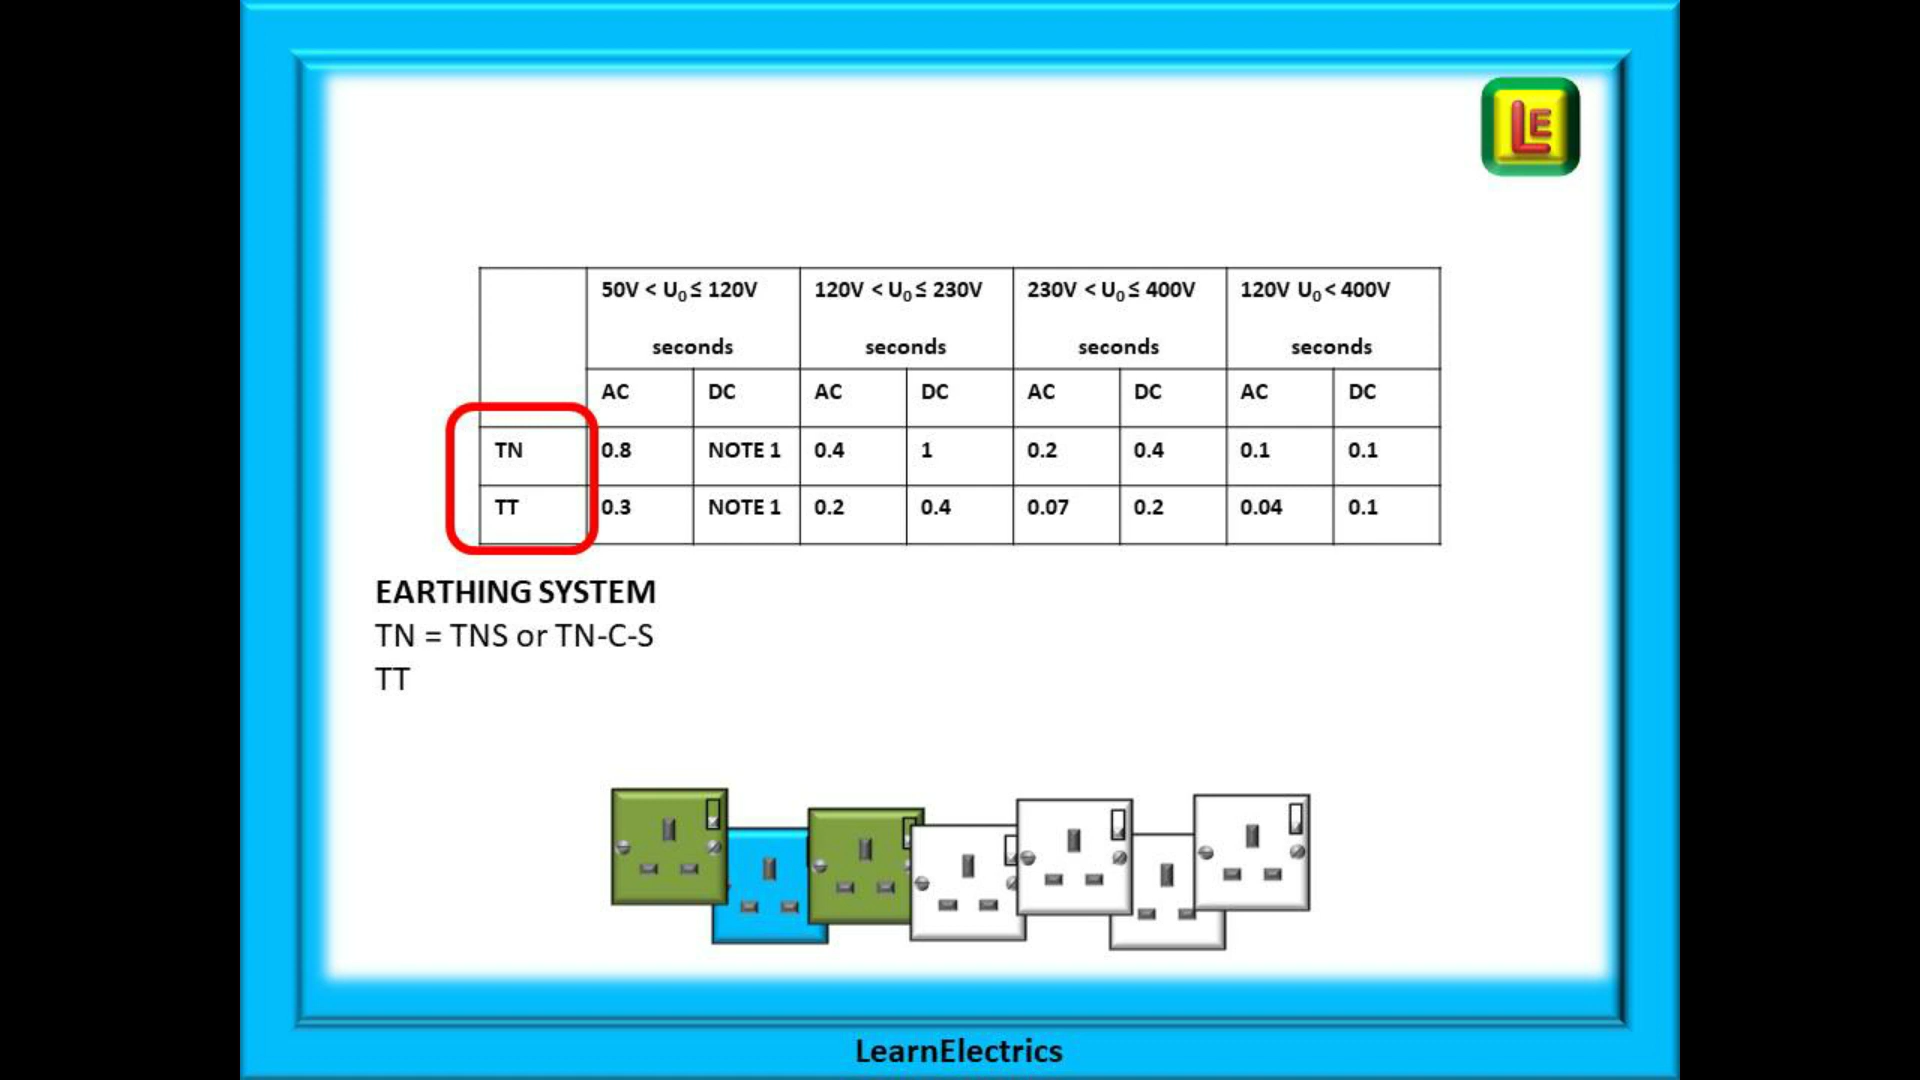 LE
50V < U₀ ≤ 120V 120V < U₀ ≤ 230V 230V < U₀ ≤ 400V 120V U₀ < 400V
seconds seconds seconds seconds
AC DC AC DC AC DC AC DC
TN 0.8 NOTE 1 0.4 1 0.2 0.4 0.1 0.1
TT 0.3 NOTE 1 0.2 0.4 0.07 0.2 0.04 0.1
EARTHING SYSTEM
TN = TNS or TN-C-S
TT
LearnElectrics